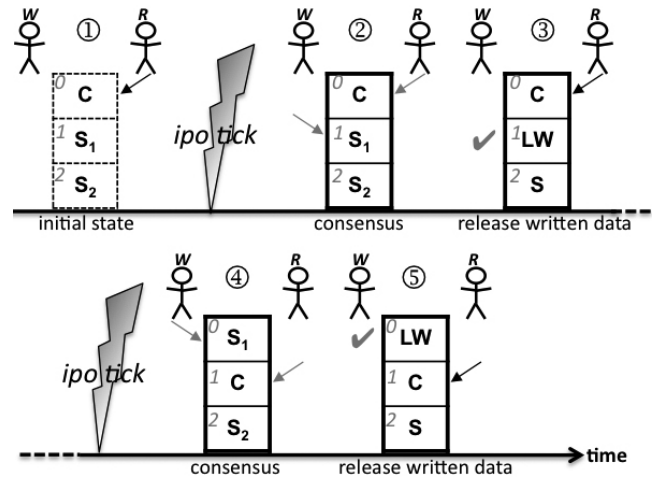 W ① R
0 C
1 S₁
2 S₂
initial state
ipo tick
W ② R
0 C
1 S₁
2 S₂
consensus
W ③ R
0 C
✔ 1 LW
2 S
release written data
ipo tick
W ④ R
0 S₁
1 C
2 S₂
consensus
W ⑤ R
✔ 0 LW
1 C
2 S
release written data
time